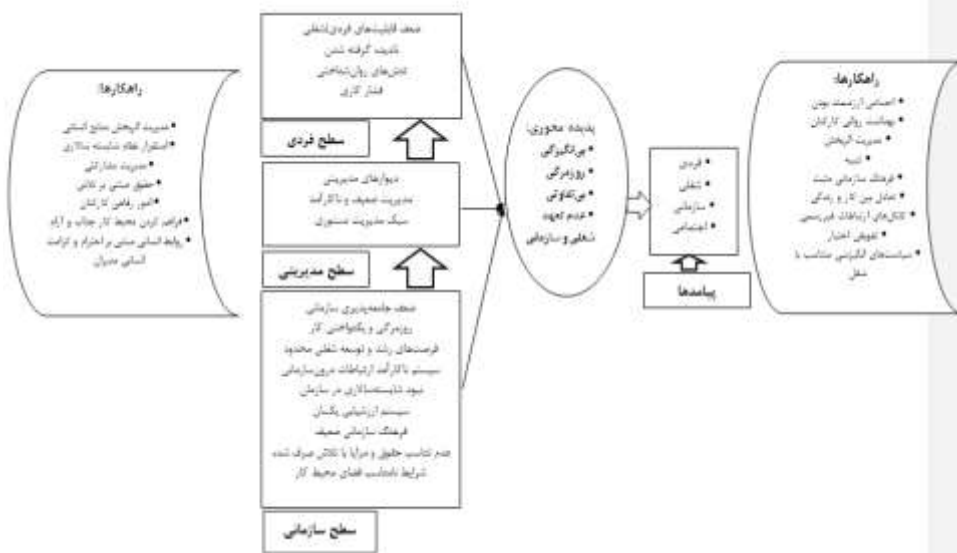 راهکارها:
احساس ارزشمند بودن
بهداشت روانی کارکنان
مدیریت اثربخش
تنبیه
فرهنگ سازمانی مثبت
تعادل بین کار و زندگی
کانال‌های ارتباطات غیررسمی
تفویض اختیار
سیاست‌های انگیزشی متناسب با
شغل
فردی
شغلی
سازمانی
اجتماعی
پیامدها
پدیده محوری:
بی‌انگیزگی
روزمرگی
بی‌تفاوتی
عدم تعهد
شغلی و سازمانی
ضعف قابلیت‌های فردی/شغلی
نادیده گرفته شدن
تنش‌های روان‌شناختی
فشار کاری
سطح فردی
دیوارهای مدیریتی
مدیریت ضعیف و ناکارآمد
سبک مدیریت دستوری
سطح مدیریتی
ضعف جامعه‌پذیری سازمانی
روزمرگی و یکنواختی کار
فرصت‌های رشد و توسعه شغلی محدود
سیستم ناکارآمد ارتباطات درون‌سازمانی
نبود شایسته‌سالاری در سازمان
سیستم ارزشیابی یکسان
فرهنگ سازمانی ضعیف
عدم تناسب حقوق و مزایا با تلاش صرف شده
شرایط نامناسب فضای محیط کار
سطح سازمانی
راهکارها:
مدیریت اثربخش منابع انسانی
استقرار نظام شایسته سالاری
مدیریت مشارکتی
حقوق مبتنی بر تلاش
امور رفاهی کارکنان
فراهم کردن محیط کار جذاب و آرام
روابط انسانی مبتنی بر احترام و کرامت
انسانی مدیران